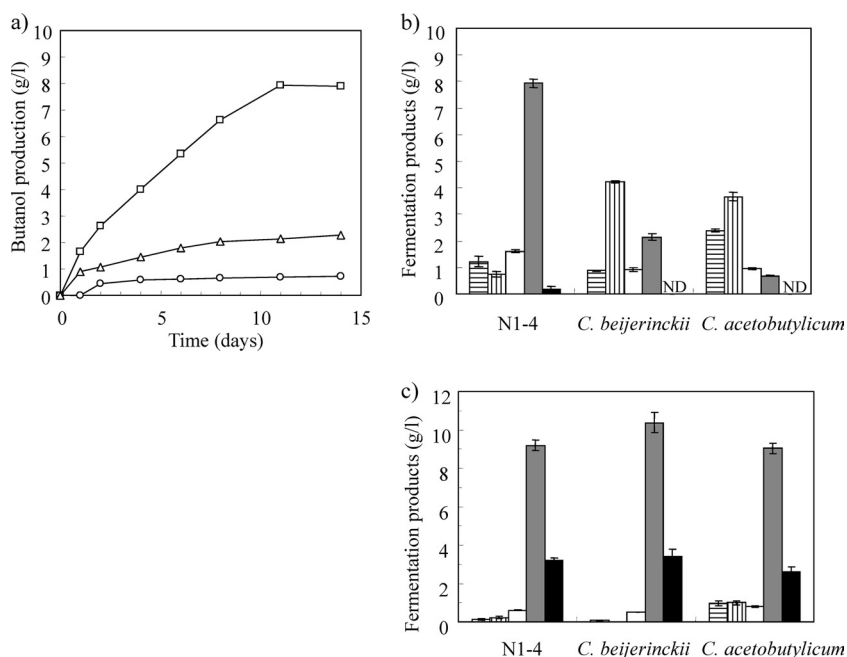 a)
Butanol production (g/l)
10
9
8
7
6
5
4
3
2
1
0
0 5 10 15
Time (days)
b)
Fermentation products (g/l)
10
9
8
7
6
5
4
3
2
1
0
ND ND
N1-4 C. beijerinckii C. acetobutylicum
c)
Fermentation products (g/l)
12
10
8
6
4
2
0
N1-4 C. beijerinckii C. acetobutylicum